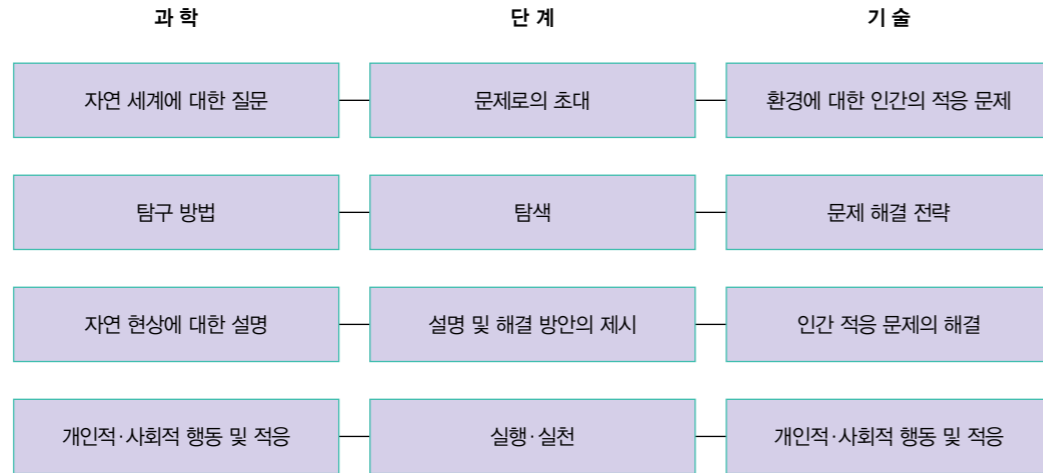 과 학 단 계 기 술
자연 세계에 대한 질문 문제로의 초대 환경에 대한 인간의 적응 문제
탐구 방법 탐색 문제 해결 전략
자연 현상에 대한 설명 설명 및 해결 방안의 제시 인간 적응 문제의 해결
개인적·사회적 행동 및 적응 실행·실천 개인적·사회적 행동 및 적응